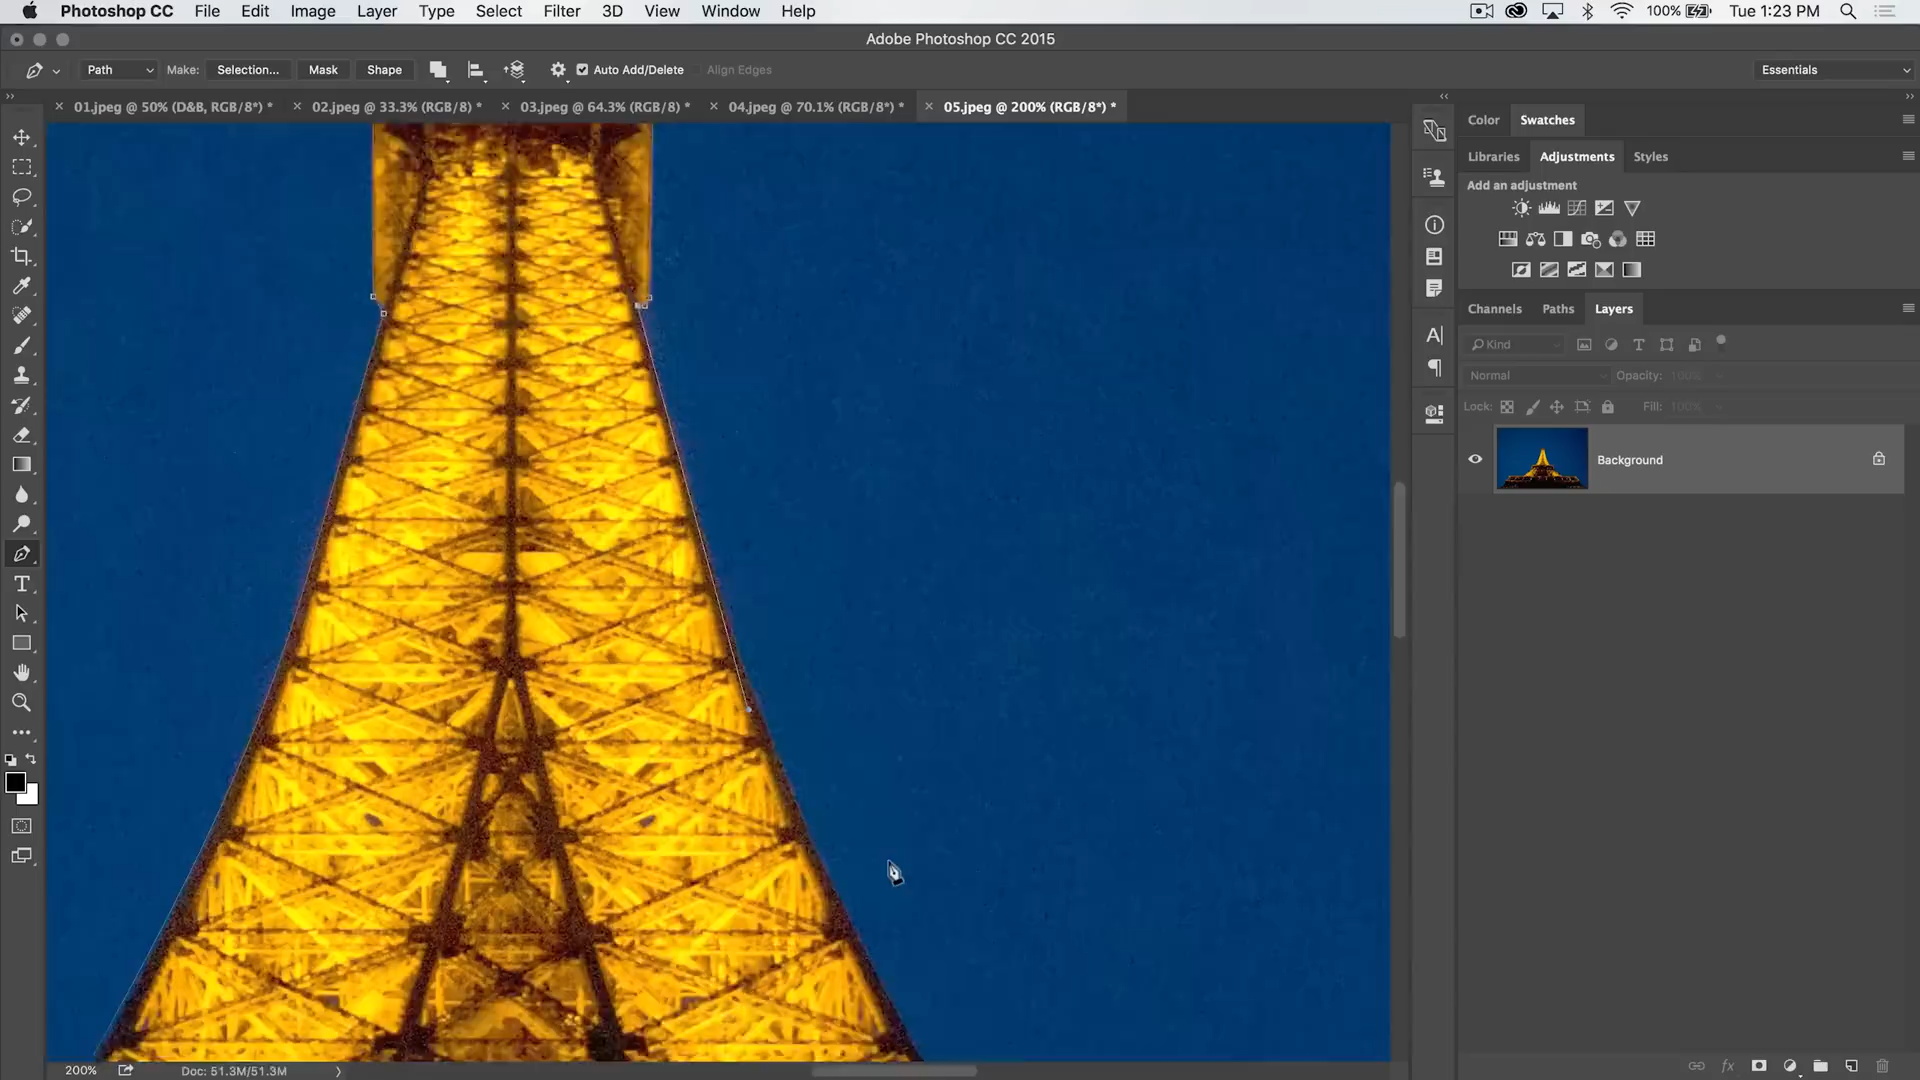 Photoshop CC File Edit Image Layer Type Select Filter 3D View Window Help 100% Tue 1:23 PM
Adobe Photoshop CC 2015
Path Make: Selection... Mask Shape Auto Add/Delete Align Edges Essentials
01.jpeg @ 50% (D&B, RGB/8*) * 02.jpeg @ 33.3% (RGB/8) * 03.jpeg @ 64.3% (RGB/8) * 04.jpeg @ 70.1% (RGB/8*) * 05.jpeg @ 200% (RGB/8*) *
Color Swatches
Libraries Adjustments Styles
Add an adjustment
Channels Paths Layers
Kind
Normal Opacity: 100%
Lock: Fill: 100%
Background
200% Doc: 51.3M/51.3M